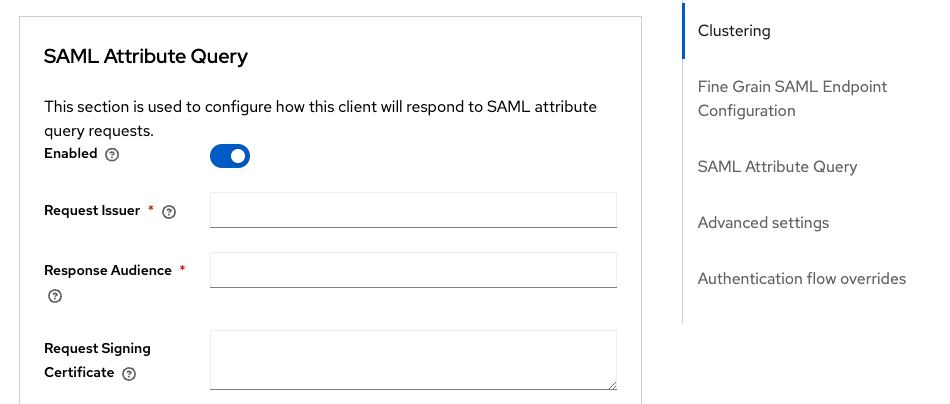 SAML Attribute Query
This section is used to configure how this client will respond to SAML attribute
query requests.
Enabled
Request Issuer *
Response Audience *
Request Signing
Certificate
Clustering
Fine Grain SAML Endpoint
Configuration
SAML Attribute Query
Advanced settings
Authentication flow overrides